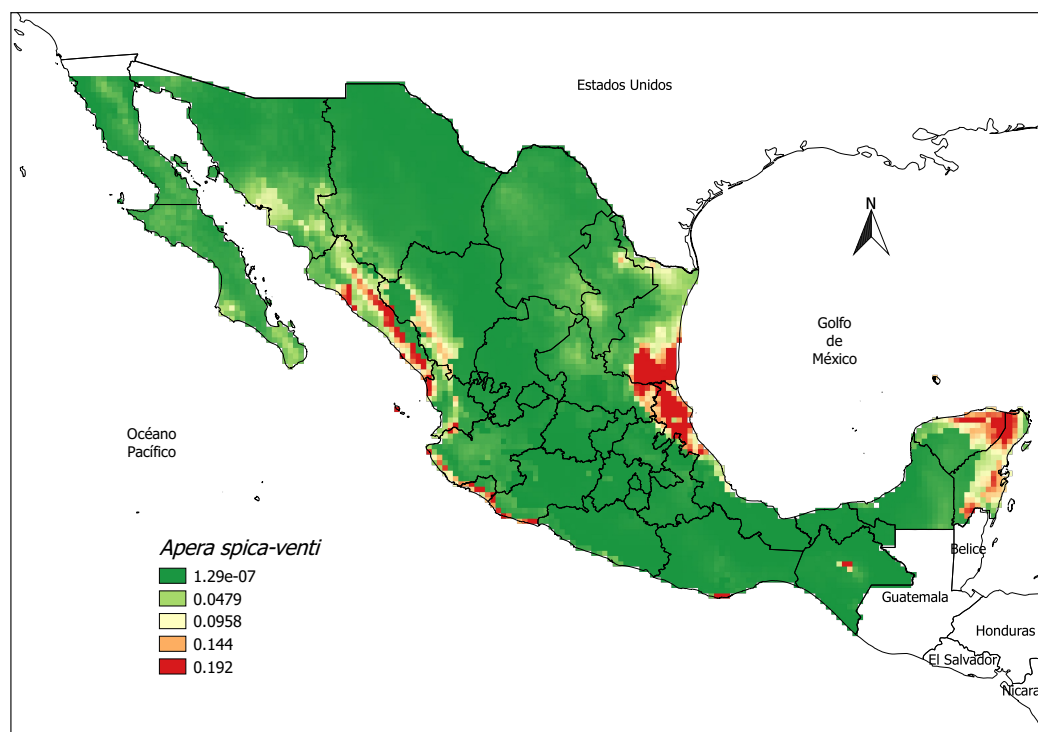 Estados Unidos
N
Golfo
de
México
Océano
Pacífico
Apera spica-venti
1.29e-07
0.0479
0.0958
0.144
0.192
Belice
Guatemala
Honduras
El Salvador
Nicara